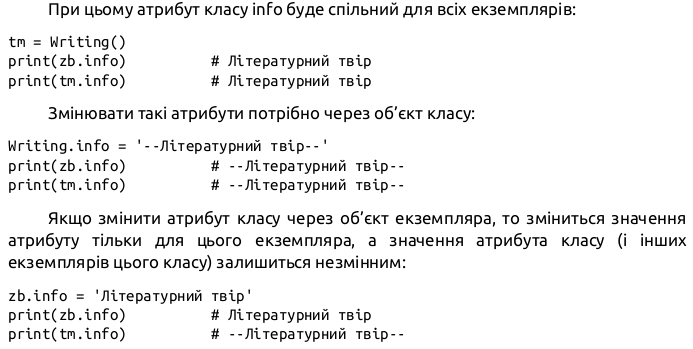 При цьому атрибут класу info буде спільний для всіх екземплярів:
tm = Writing()
print(zb.info) # Літературний твір
print(tm.info) # Літературний твір
Змінювати такі атрибути потрібно через об’єкт класу:
Writing.info = '--Літературний твір--'
print(zb.info) # --Літературний твір--
print(tm.info) # --Літературний твір--
Якщо змінити атрибут класу через об’єкт екземпляра, то зміниться значення
атрибуту тільки для цього екземпляра, а значення атрибута класу (і інших
екземплярів цього класу) залишиться незмінним:
zb.info = 'Літературний твір'
print(zb.info) # Літературний твір
print(tm.info) # --Літературний твір--